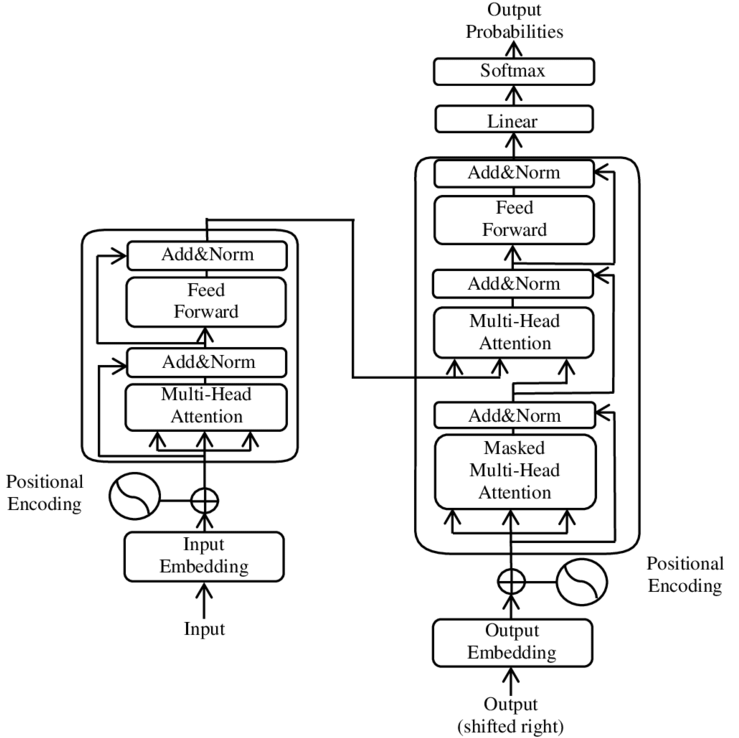 Output
Probabilities
Softmax
Linear
Add&Norm
Feed
Forward
Add&Norm
Multi-Head
Attention
Add&Norm
Masked
Multi-Head
Attention
Positional
Encoding
Output
Embedding
Output
(shifted right)
Add&Norm
Feed
Forward
Add&Norm
Multi-Head
Attention
Positional
Encoding
Input
Embedding
Input